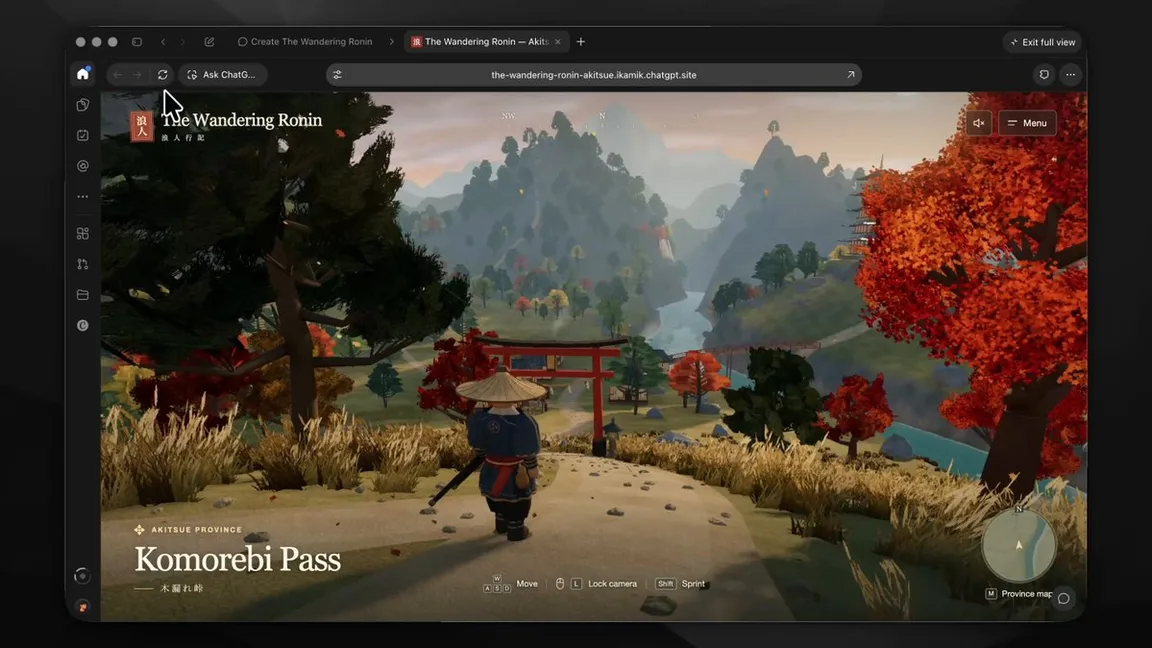 Create The Wandering Ronin
The Wandering Ronin — Akits
Exit full view
Ask ChatG...
the-wandering-ronin-akitsue.ikamik.chatgpt.site
浪人
The Wandering Ronin
浪人行記
NW
N
Menu
AKITSUE PROVINCE
Komorebi Pass
木漏れ峠
W
A S D
Move
L
Lock camera
Shift
Sprint
N
M
Province map